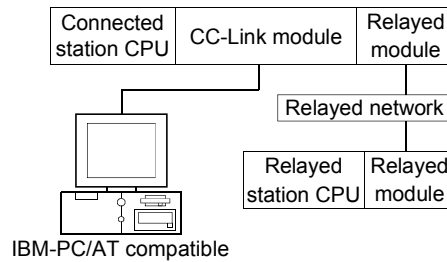 Connected
station CPU
CC-Link module
Relayed
module
Relayed network
Relayed
station CPU
Relayed
module
IBM-PC/AT compatible